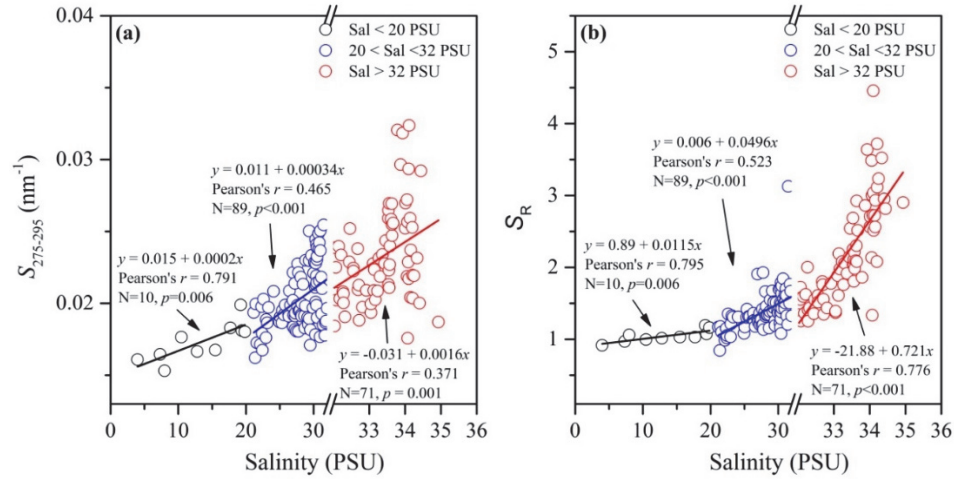 (a)
Sal < 20 PSU
20 < Sal <32 PSU
Sal > 32 PSU
0.04
0.03
0.02
S275-295 (nm-1)
y = 0.011 + 0.00034x
Pearson's r = 0.465
N=89, p<0.001
y = 0.015 + 0.0002x
Pearson's r = 0.791
N=10, p=0.006
y = -0.031 + 0.0016x
Pearson's r = 0.371
N=71, p = 0.001
0 10 20 30 33 34 35 36
Salinity (PSU)
(b)
Sal < 20 PSU
20 < Sal <32 PSU
Sal > 32 PSU
5
4
3
2
1
0
SR
y = 0.006 + 0.0496x
Pearson's r = 0.523
N=89, p<0.001
y = 0.89 + 0.0115x
Pearson's r = 0.795
N=10, p=0.006
y = -21.88 + 0.721x
Pearson's r = 0.776
N=71, p<0.001
0 10 20 30 33 34 35 36
Salinity (PSU)